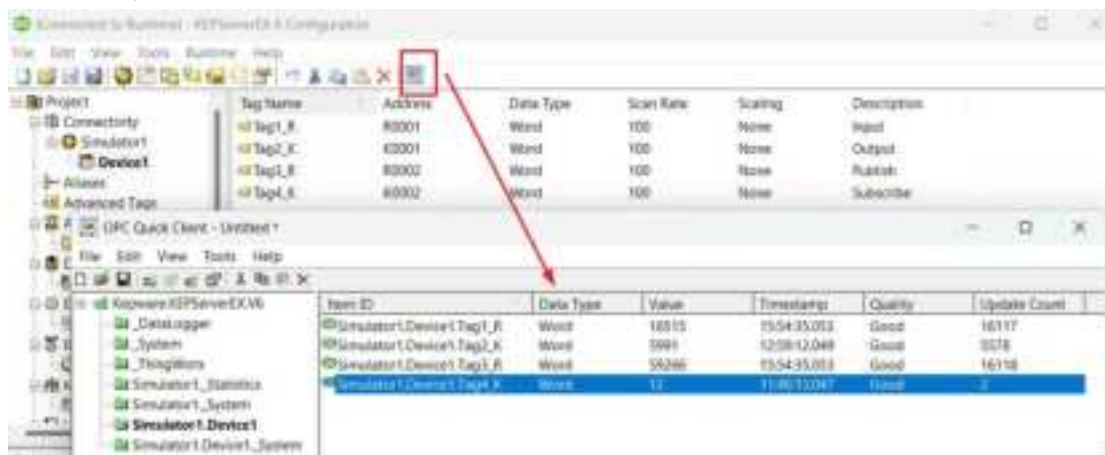 Connected to Runtime - KEPServerEX 6 Configuration
File Edit View Tools Runtime Help
Project
Connectivity
Simulator1
Device1
Aliases
Advanced Tags
Tag Name Address Data Type Scan Rate Scaling Description
Tag1_R R0001 Word 100 None Input
Tag2_K K0001 Word 100 None Output
Tag3_R R0002 Word 100 None Publish
Tag4_K K0002 Word 100 None Subscribe
OPC Quick Client - Untitled *
File Edit View Tools Help
Kepware.KEPServerEX.V6
_DataLogger
_System
_ThingWorx
Simulator1._Statistics
Simulator1._System
Simulator1.Device1
Simulator1.Device1._System
Item ID Data Type Value Timestamp Quality Update Count
Simulator1.Device1.Tag1_R Word 16515 15:54:35.053 Good 16117
Simulator1.Device1.Tag2_K Word 5991 12:59:12.049 Good 5578
Simulator1.Device1.Tag3_R Word 59266 15:54:35.053 Good 16118
Simulator1.Device1.Tag4_K Word 12 Good 2